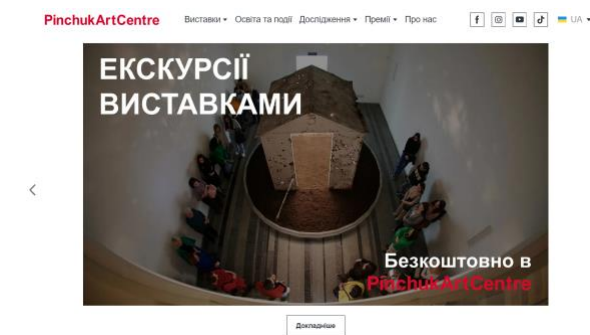 PinchukArtCentre
Виставки Освіта та події Дослідження Премії Про нас
UA
ЕКСКУРСІЇ
ВИСТАВКАМИ
Безкоштовно в
PinchukArtCentre
Докладніше